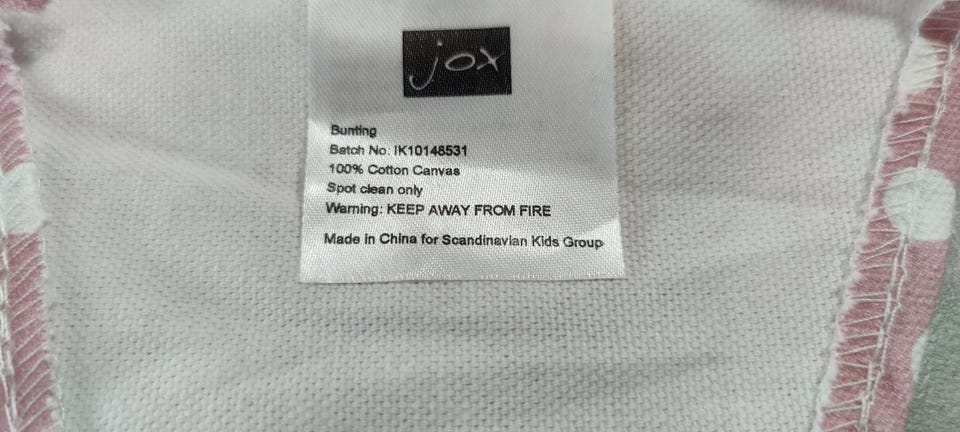 jox
Bunting
Batch No: IK10148531
100% Cotton Canvas
Spot clean only
Warning: KEEP AWAY FROM FIRE
Made in China for Scandinavian Kids Group